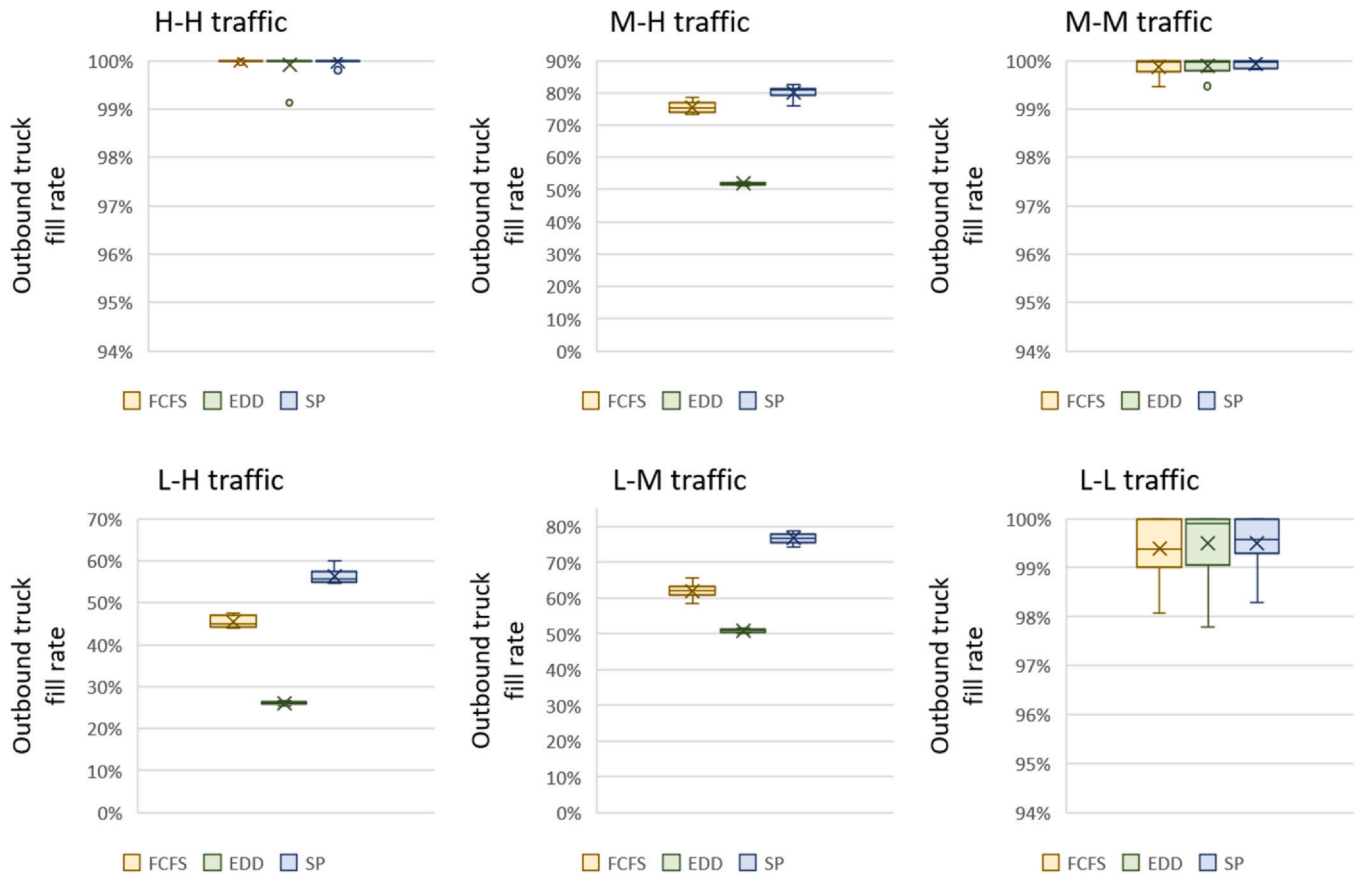 H-H traffic
Outbound truck
fill rate
100%
99%
98%
97%
96%
95%
94%
FCFS EDD SP
M-H traffic
Outbound truck
fill rate
90%
80%
70%
60%
50%
40%
30%
20%
10%
0%
FCFS EDD SP
M-M traffic
Outbound truck
fill rate
100%
99%
98%
97%
96%
95%
94%
FCFS EDD SP
L-H traffic
Outbound truck
fill rate
70%
60%
50%
40%
30%
20%
10%
0%
FCFS EDD SP
L-M traffic
Outbound truck
fill rate
80%
70%
60%
50%
40%
30%
20%
10%
0%
FCFS EDD SP
L-L traffic
Outbound truck
fill rate
100%
99%
98%
97%
96%
95%
94%
FCFS EDD SP